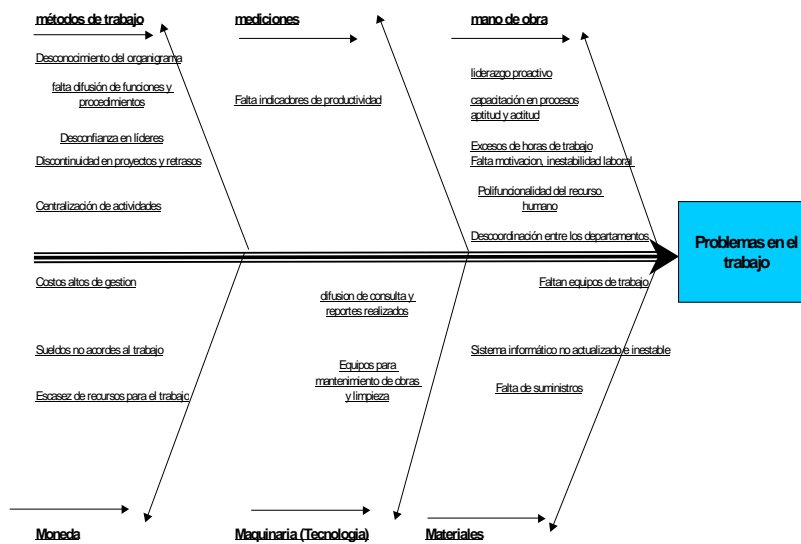 métodos de trabajo
Desconocimiento del organigrama
falta difusión de funciones y
procedimientos
Desconfianza en líderes
Discontinuidad en proyectos y retrasos
Centralización de actividades
mediciones
Falta indicadores de productividad
mano de obra
liderazgo proactivo
capacitación en procesos
aptitud y actitud
Excesos de horas de trabajo
Falta motivacion, inestabilidad laboral
Polifuncionalidad del recurso
humano
Descoordinación entre los departamentos
Problemas en el
trabajo
Costos altos de gestion
Sueldos no acordes al trabajo
Escasez de recursos para el trabajo
Moneda
difusion de consulta y
reportes realizados
Equipos para
mantenimiento de obras
y limpieza
Maquinaria (Tecnologia)
Faltan equipos de trabajo
Sistema informático no actualizado e inestable
Falta de suministros
Materiales